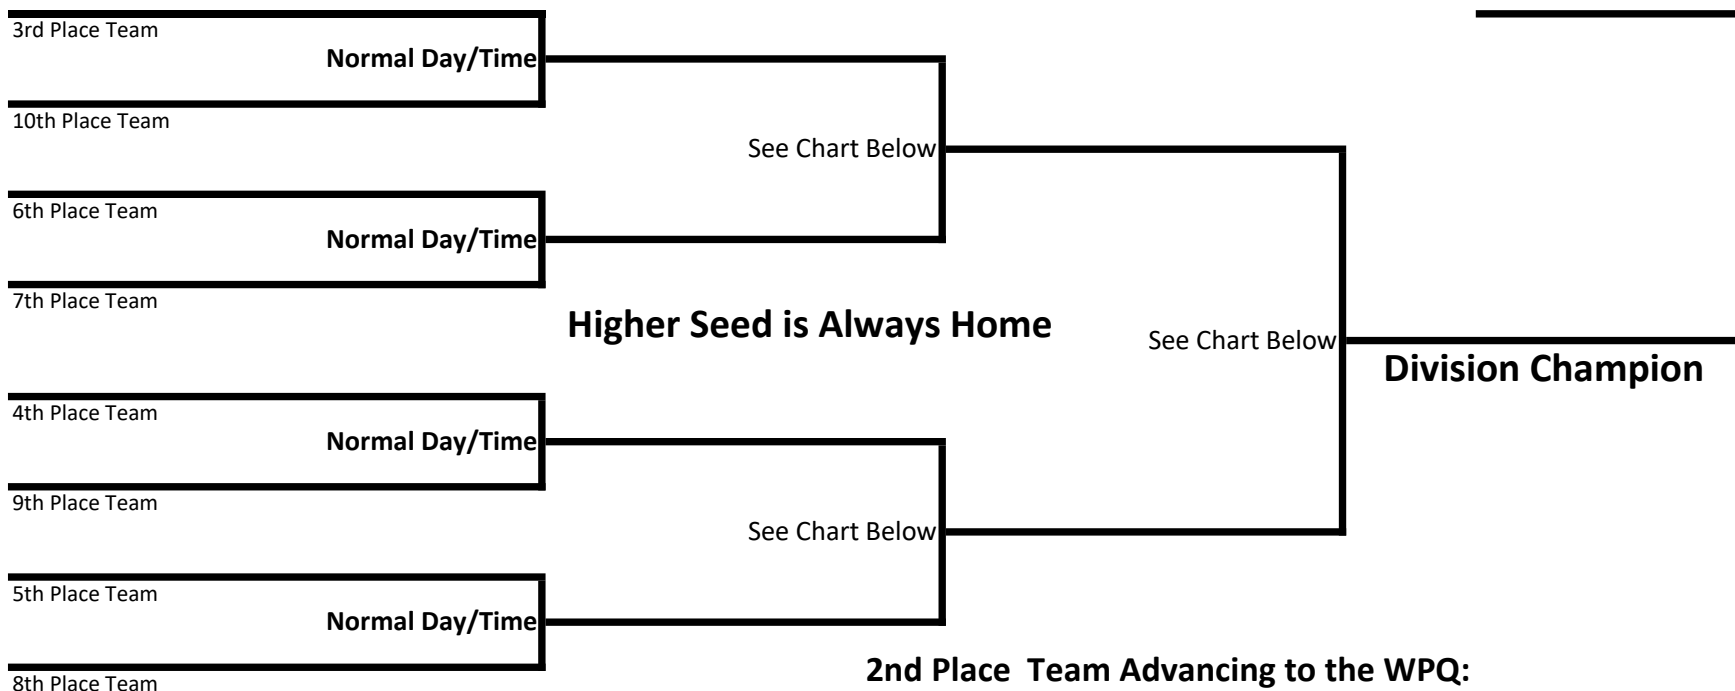 3rd Place Team
Normal Day/Time
10th Place Team
See Chart Below
6th Place Team
Normal Day/Time
7th Place Team
Higher Seed is Always Home
See Chart Below
Division Champion
4th Place Team
Normal Day/Time
9th Place Team
See Chart Below
5th Place Team
Normal Day/Time
2nd Place  Team Advancing to the WPQ:
8th Place Team